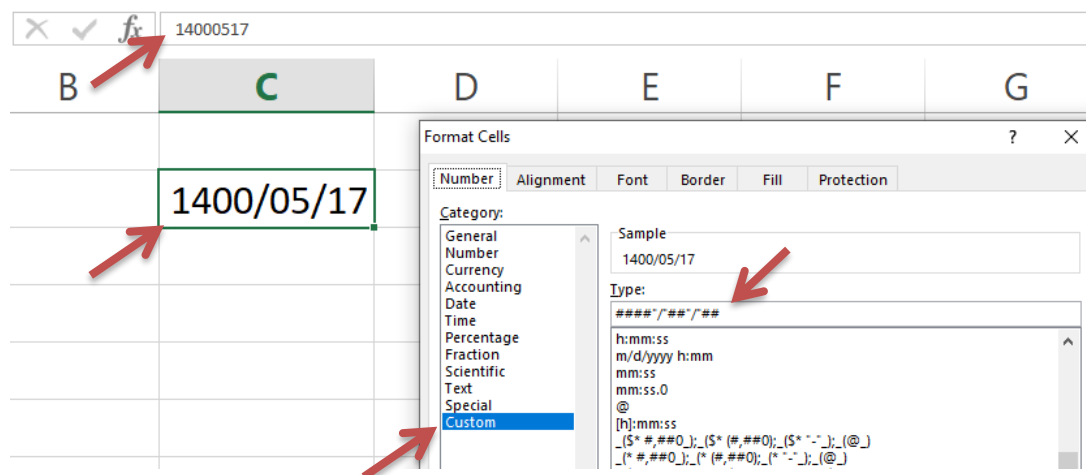 fx 14000517
B C D E F G
1400/05/17
Format Cells ?
Number Alignment Font Border Fill Protection
Category:
General
Number
Currency
Accounting
Date
Time
Percentage
Fraction
Scientific
Text
Special
Custom
Sample
1400/05/17
Type:
####"/"##"/"##
h:mm:ss
m/d/yyyy h:mm
mm:ss
mm:ss.0
@
[h]:mm:ss
_($* #,##0_);_($* (#,##0);_($* "-"_);_(@_)
_(* #,##0_);_(* (#,##0);_(* "-"_);_(@_)